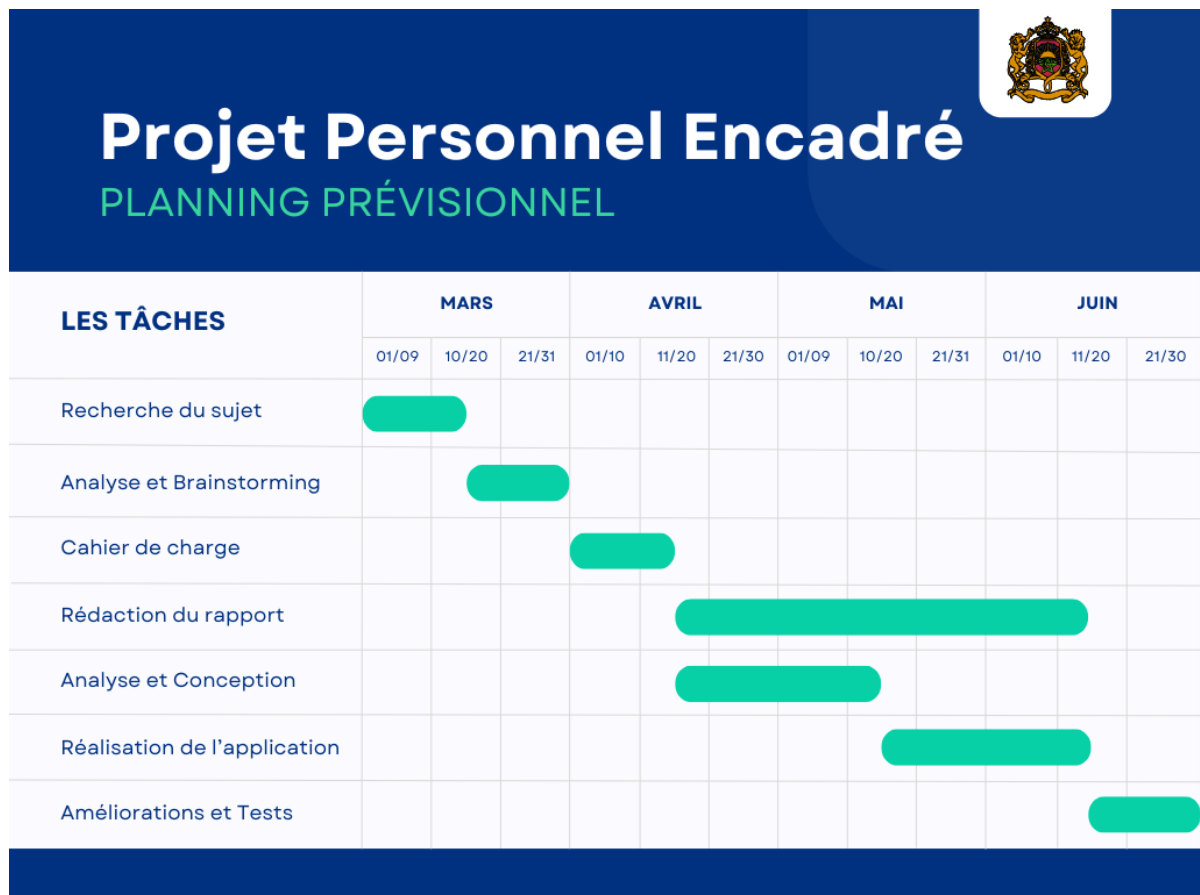 Projet Personnel Encadré
PLANNING PRÉVISIONNEL
LES TÂCHES
MARS AVRIL MAI JUIN
01/09 10/20 21/31 01/10 11/20 21/30 01/09 10/20 21/31 01/10 11/20 21/30
Recherche du sujet
Analyse et Brainstorming
Cahier de charge
Rédaction du rapport
Analyse et Conception
Réalisation de l’application
Améliorations et Tests